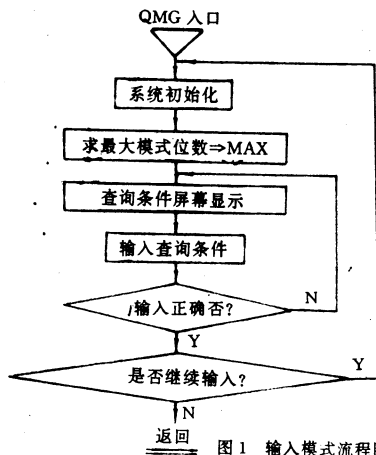 QMG 入口
系统初始化
求最大模式位数⇒MAX
查询条件屏幕显示
输入查询条件
输入正确否?
N
Y
是否继续输入?
Y
N
返回
图1 输入模式流程